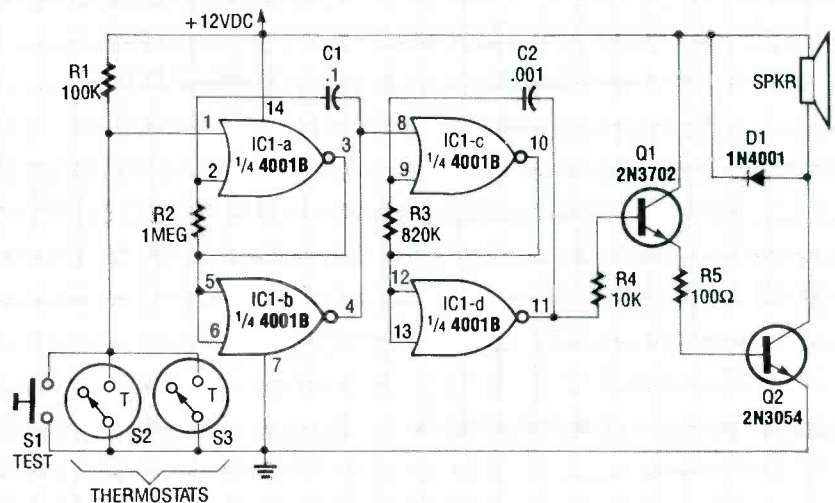 +12VDC
R1
100K
C1
.1
C2
.001
SPKR
14
1
2
3
IC1-a
1/4 4001B
8
9
10
IC1-c
1/4 4001B
D1
1N4001
Q1
2N3702
R2
1MEG
R3
820K
5
6
4
IC1-b
1/4 4001B
7
12
13
11
IC1-d
1/4 4001B
R4
10K
R5
100Ω
Q2
2N3054
S1
TEST
T
S2
T
S3
THERMOSTATS